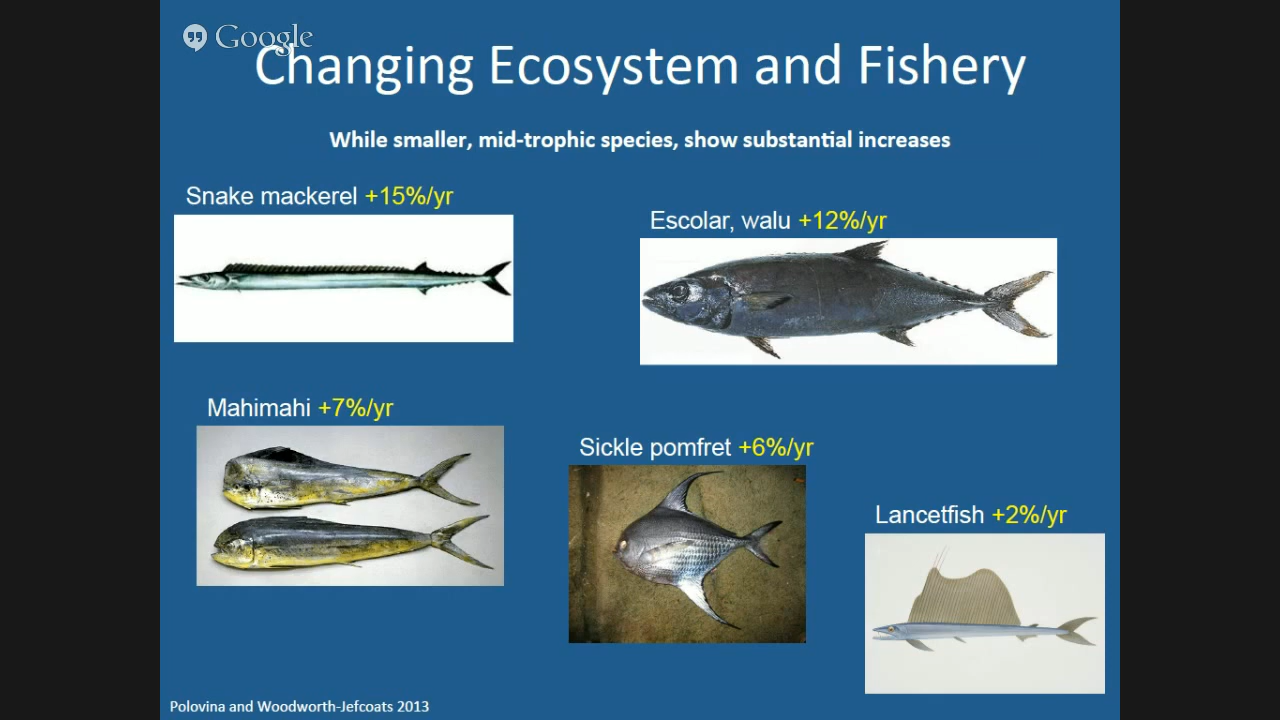 Google
Changing Ecosystem and Fishery
While smaller, mid-trophic species, show substantial increases
Snake mackerel +15%/yr
Escolar, walu +12%/yr
Mahimahi +7%/yr
Sickle pomfret +6%/yr
Lancetfish +2%/yr
Polovina and Woodworth-Jefcoats 2013